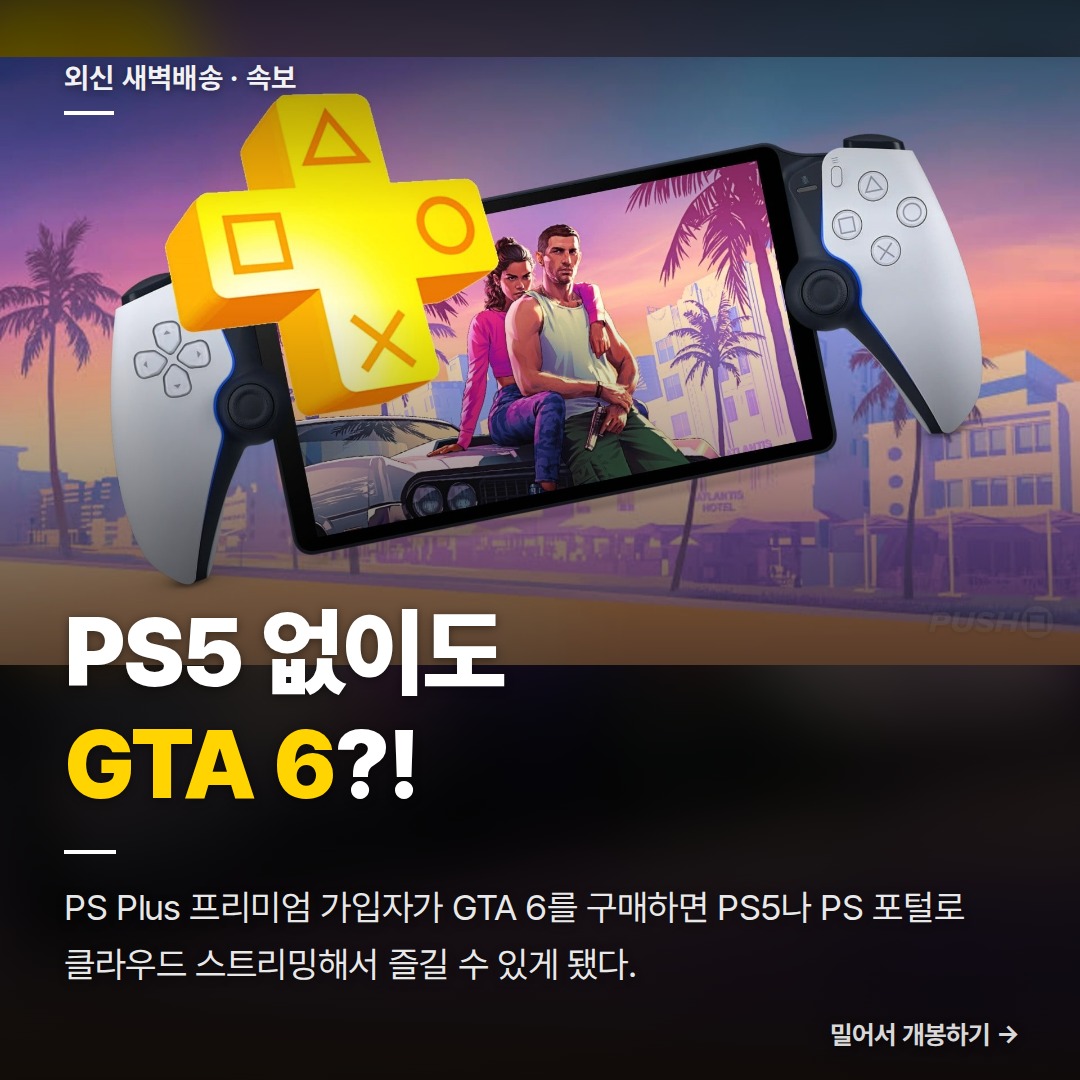 외신 새벽배송 · 속보
ATLANTIS
HOTEL
PUSH
PS5 없이도
GTA 6?!
PS Plus 프리미엄 가입자가 GTA 6를 구매하면 PS5나 PS 포털로
클라우드 스트리밍해서 즐길 수 있게 됐다.
밀어서 개봉하기 →